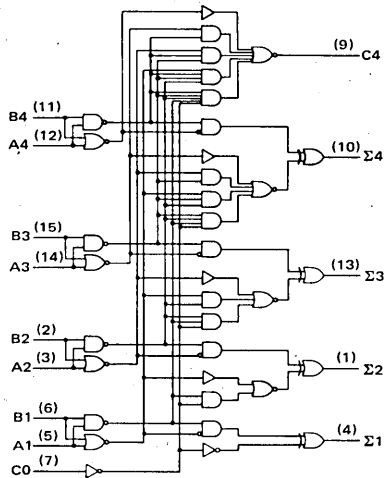 (9)
C4
B4 (11)
A4 (12)
(10)
Σ4
B3 (15)
A3 (14)
(13)
Σ3
B2 (2)
A2 (3)
(1)
Σ2
B1 (6)
A1 (5)
(4)
Σ1
C0 (7)